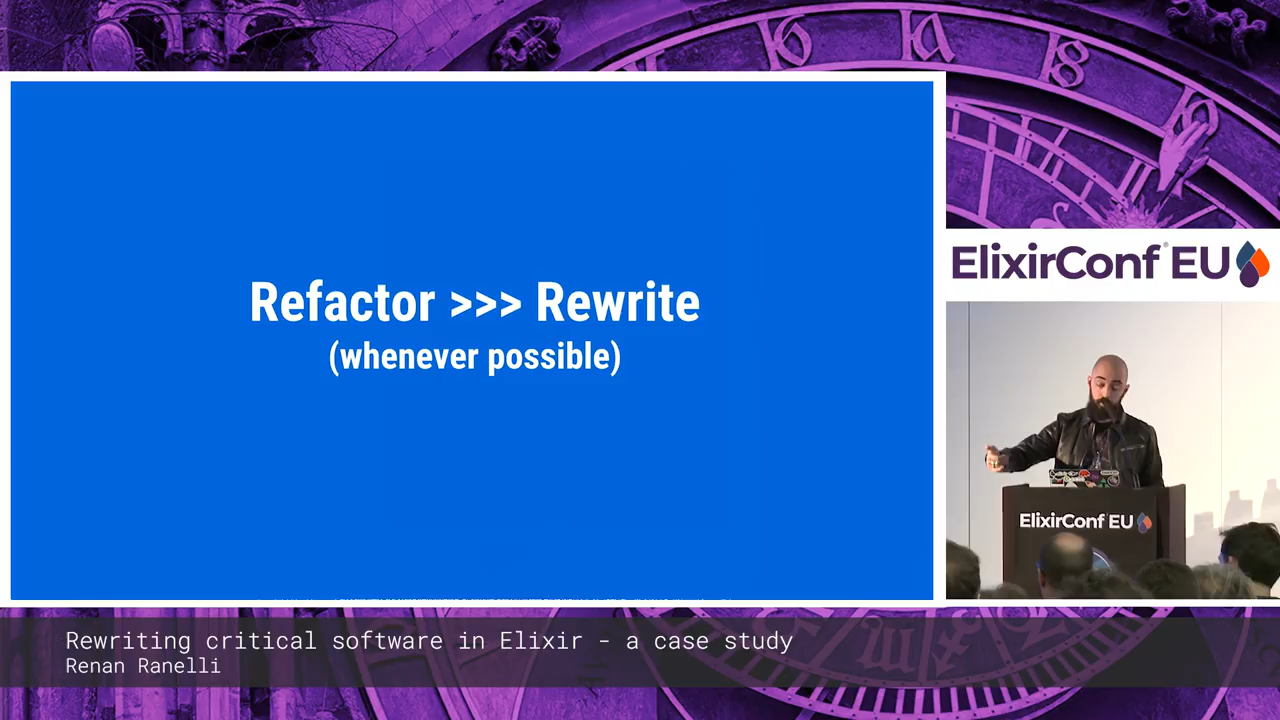 Refactor >>> Rewrite
(whenever possible)
ElixirConf® EU
ElixirConf EU
Rewriting critical software in Elixir - a case study
Renan Ranelli